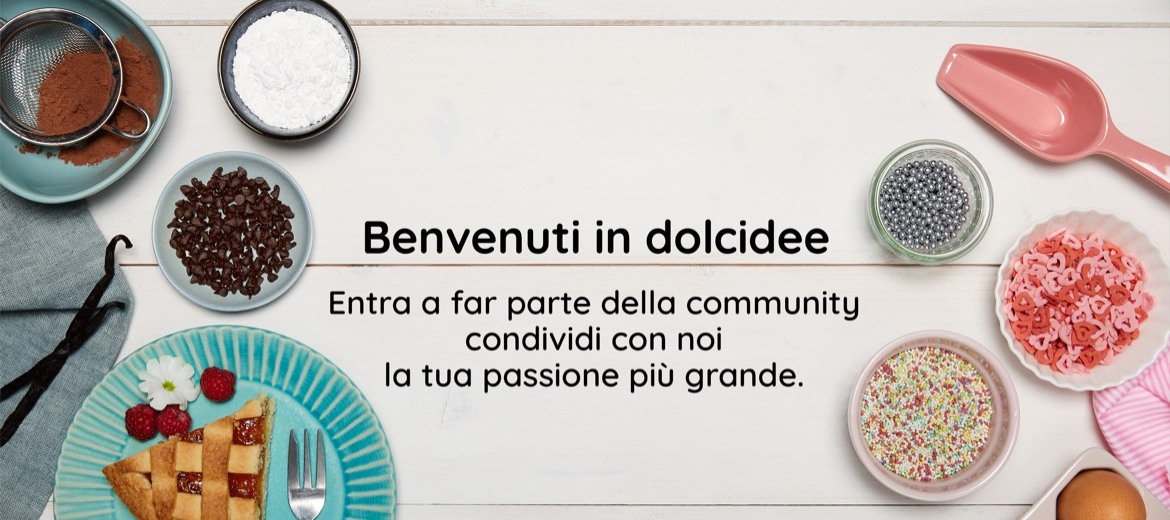 Benvenuti in dolcidee
Entra a far parte della community
condividi con noi
la tua passione più grande.